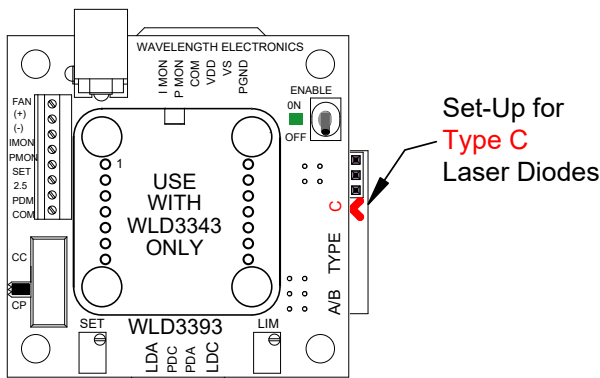 WAVELENGTH ELECTRONICS
I MON
P MON
COM
VDD
VS
PGND
ENABLE
0N
OFF
FAN
(+)
(-)
IMON
PMON
SET
2.5
PDM
COM
1
USE
WITH
WLD3343
ONLY
C
TYPE
A/B
CC
CP
SET
WLD3393
LIM
LDA
PDC
PDA
LDC
Set-Up for
Type C
Laser Diodes